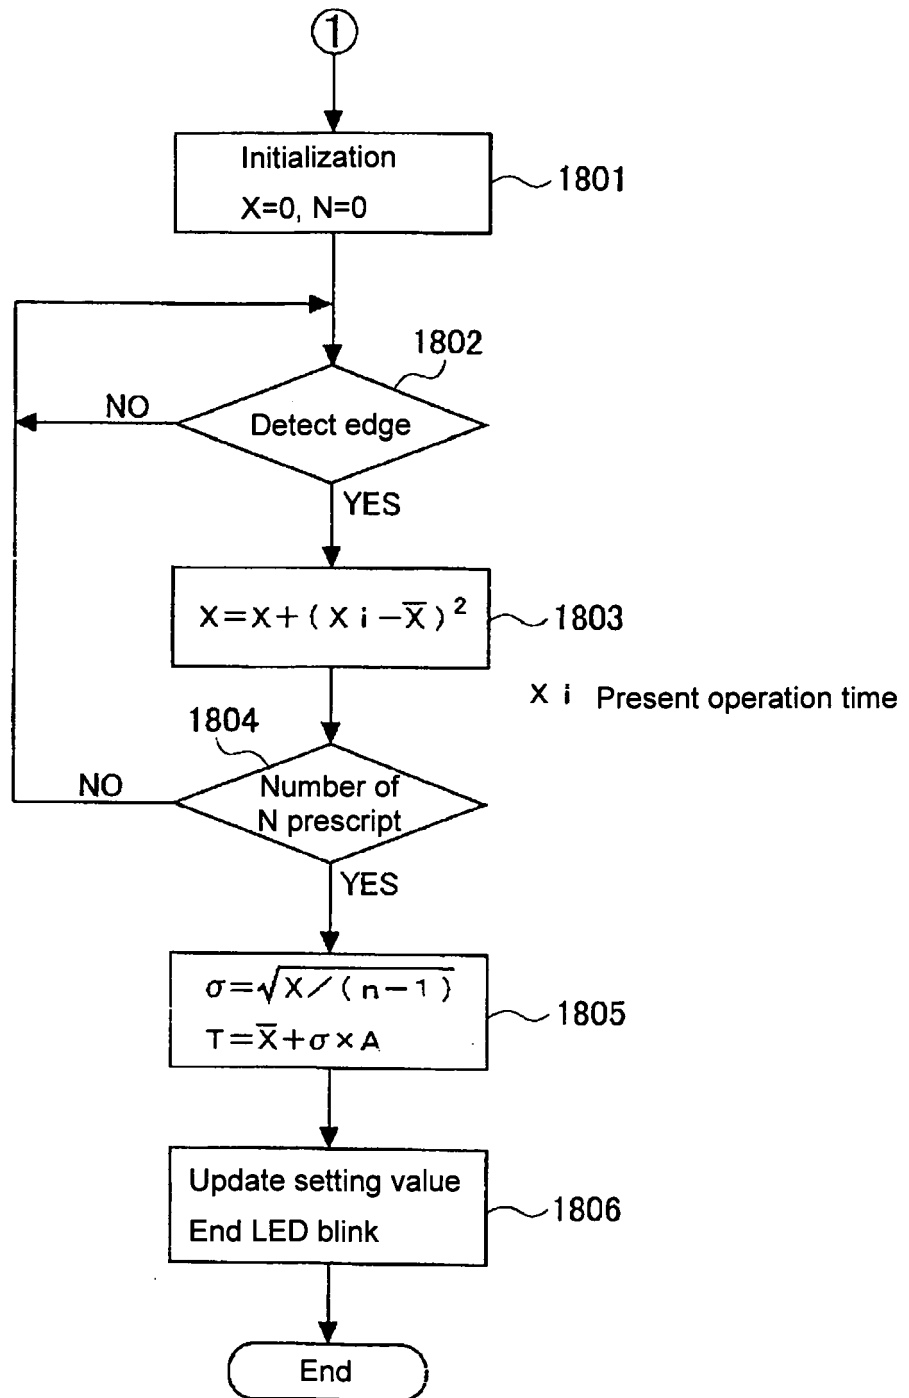 1
Initialization
X=0, N=0
1801
1802
NO
Detect edge
YES
X=X+(Xi-X̅)²
1803
Xi Present operation time
1804
NO
Number of
N prescript
YES
σ=√X/(n-1)
T=X̅+σ×A
1805
Update setting value
End LED blink
1806
End